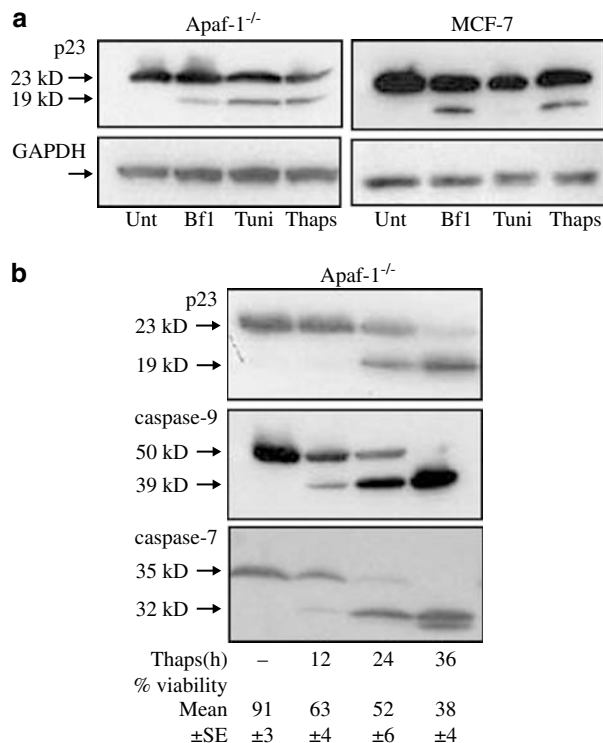 a
Apaf-1-/- MCF-7
p23
23 kD
19 kD
GAPDH
Unt Bf1 Tuni Thaps Unt Bf1 Tuni Thaps
b
Apaf-1-/-
p23
23 kD
19 kD
caspase-9
50 kD
39 kD
caspase-7
35 kD
32 kD
Thaps(h) – 12 24 36
% viability
Mean 91 63 52 38
±SE ±3 ±4 ±6 ±4